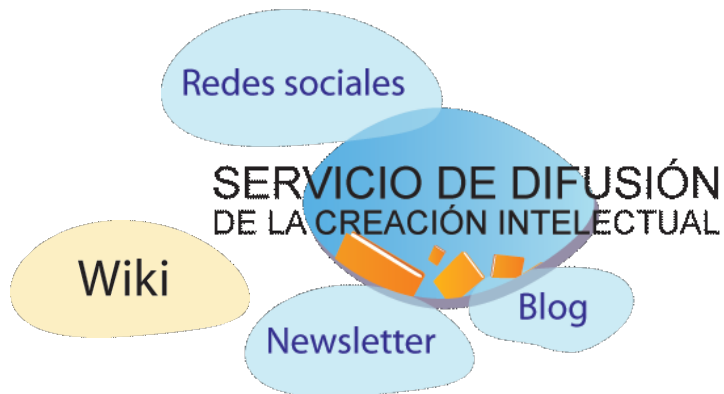 Redes sociales
SERVICIO DE DIFUSIÓN
DE LA CREACIÓN INTELECTUAL
Wiki
Blog
Newsletter